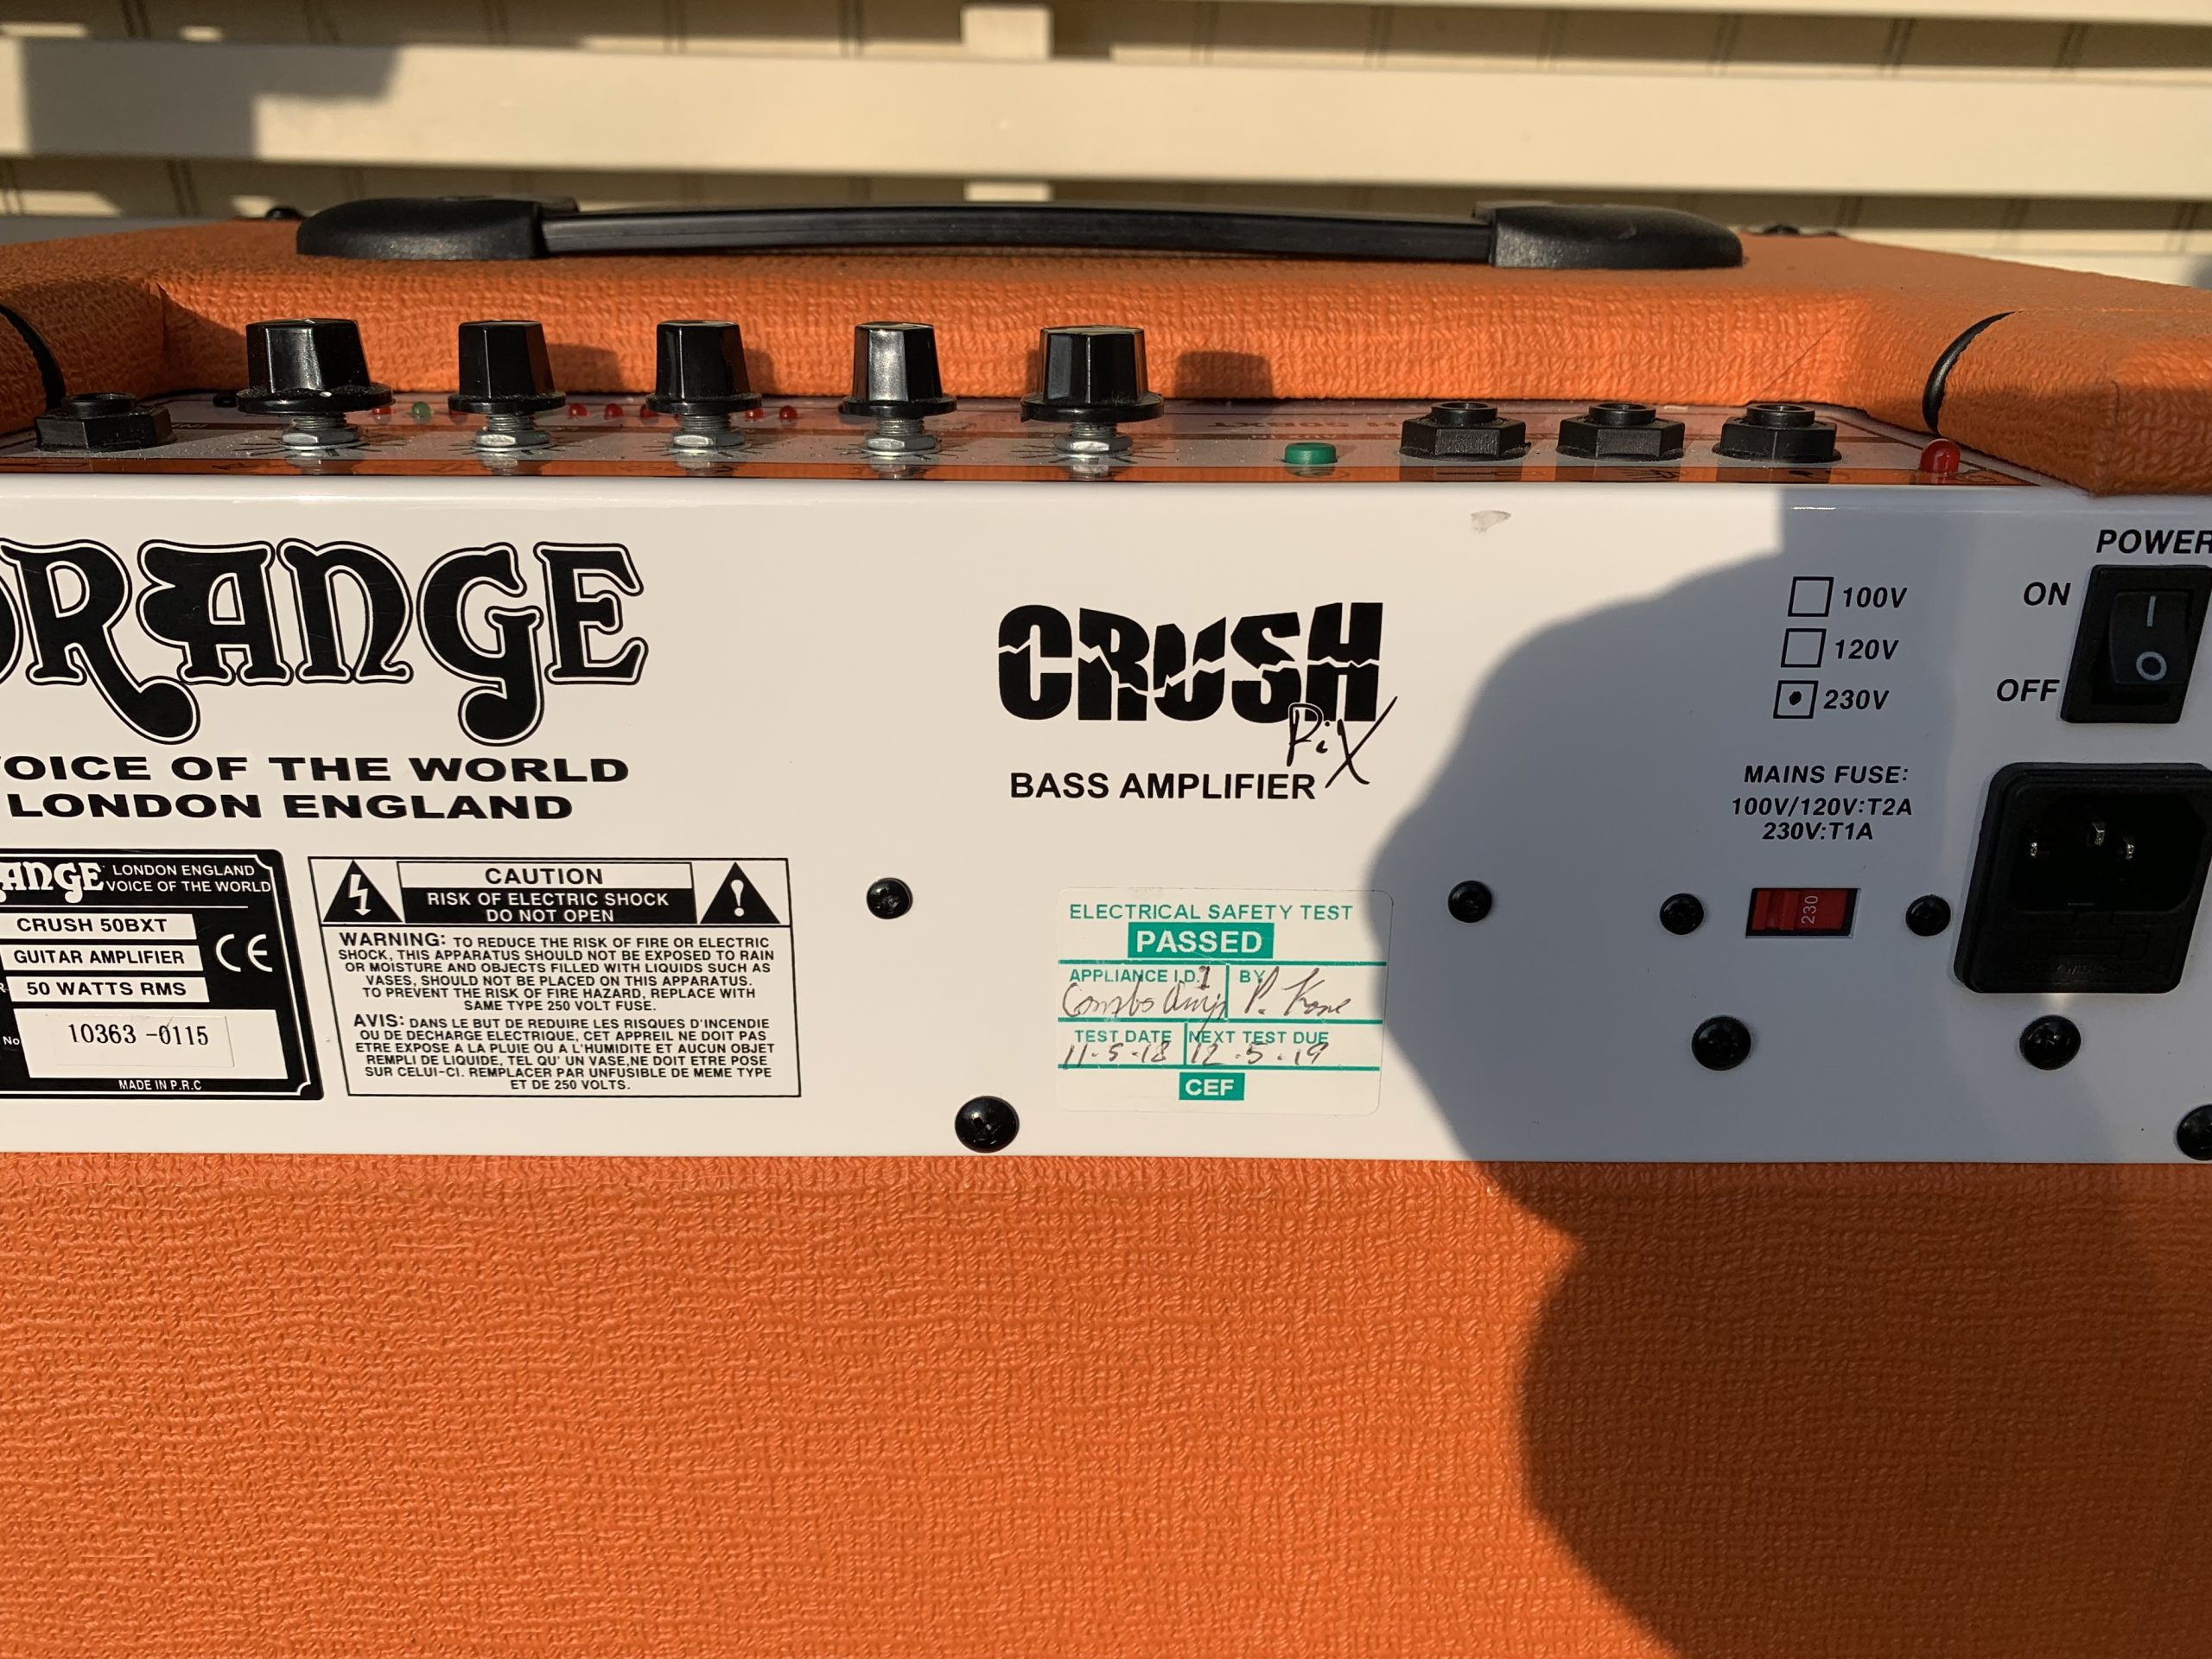 ORANGE
VOICE OF THE WORLD
LONDON ENGLAND
CRUSH
PiX
BASS AMPLIFIER
100V
120V
230V
MAINS FUSE:
100V/120V:T2A
230V:T1A
POWER
ON
OFF
230
ANGE LONDON ENGLAND
VOICE OF THE WORLD
CRUSH 50BXT
GUITAR AMPLIFIER
CE
50 WATTS RMS
No
10363 -0115
MADE IN P.R.C
CAUTION
RISK OF ELECTRIC SHOCK
DO NOT OPEN
WARNING: TO REDUCE THE RISK OF FIRE OR ELECTRIC
SHOCK, THIS APPARATUS SHOULD NOT BE EXPOSED TO RAIN
OR MOISTURE AND OBJECTS FILLED WITH LIQUIDS SUCH AS
VASES, SHOULD NOT BE PLACED ON THIS APPARATUS.
TO PREVENT THE RISK OF FIRE HAZARD, REPLACE WITH
SAME TYPE 250 VOLT FUSE.
AVIS: DANS LE BUT DE REDUIRE LES RISQUES D'INCENDIE
OU DE DECHARGE ELECTRIQUE, CET APPREIL NE DOIT PAS
ETRE EXPOSE A LA PLUIE OU A L'HUMIDITE ET AUCUN OBJET
REMPLI DE LIQUIDE, TEL QU' UN VASE,NE DOIT ETRE POSE
SUR CELUI-CI. REMPLACER PAR UNFUSIBLE DE MEME TYPE
ET DE 250 VOLTS.
ELECTRICAL SAFETY TEST
PASSED
APPLIANCE I.D. 1
Combo Amp
BY
P.
TEST DATE
11-5-18
NEXT TEST DUE
12.5.19
CEF